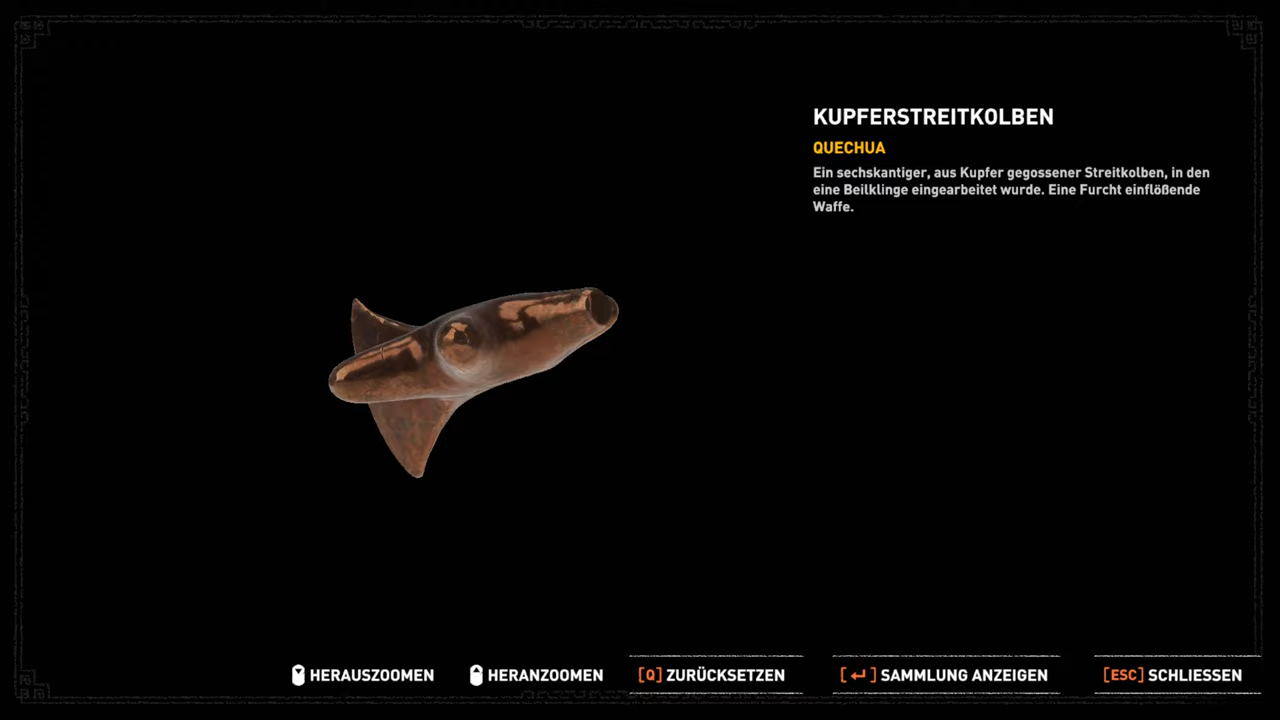 KUPFERSTREITKOLBEN
QUECHUA
Ein sechskantiger, aus Kupfer gegossener Streitkolben, in den
eine Beilklinge eingearbeitet wurde. Eine Furcht einflößende
Waffe.
HERAUSZOOMEN HERANZOOMEN [Q] ZURÜCKSETZEN [↵] SAMMLUNG ANZEIGEN [ESC] SCHLIESSEN